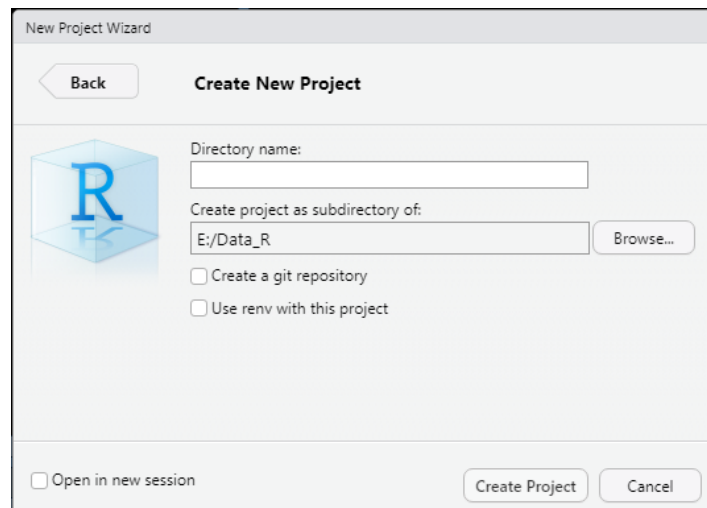 New Project Wizard
Back
Create New Project
R
Directory name:
Create project as subdirectory of:
E:/Data_R
Browse...
Create a git repository
Use renv with this project
Open in new session
Create Project
Cancel